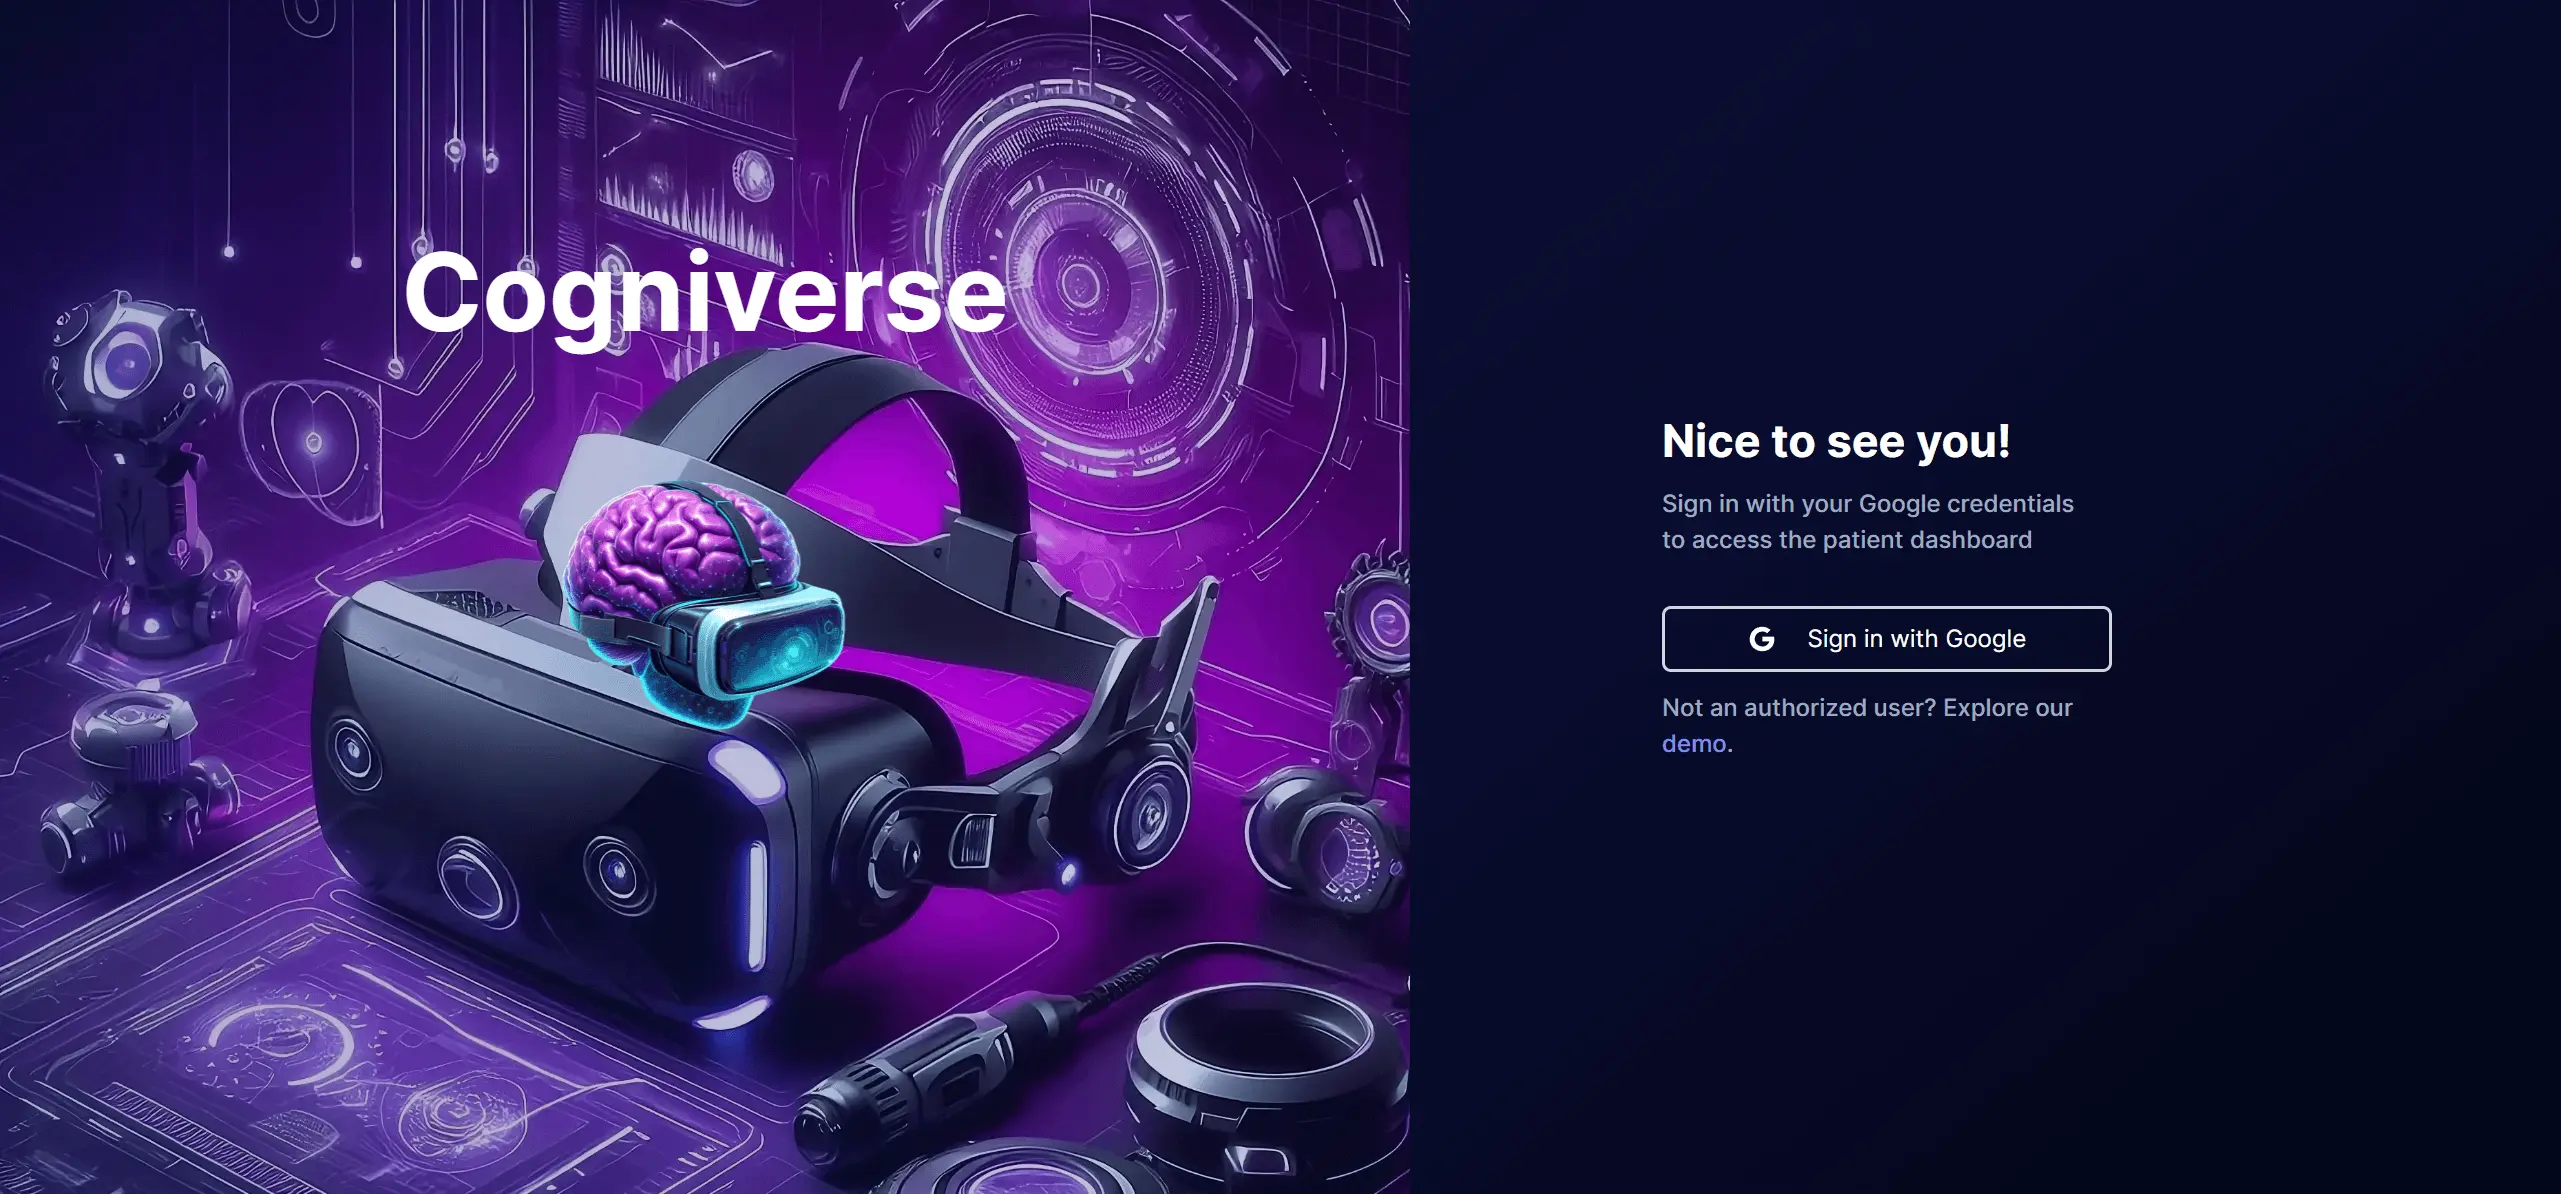 Cogniverse
Nice to see you!
Sign in with your Google credentials
to access the patient dashboard
Sign in with Google
Not an authorized user? Explore our
demo.